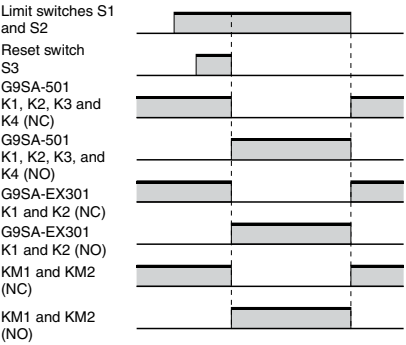 Limit switches S1
and S2
Reset switch
S3
G9SA-501
K1, K2, K3 and
K4 (NC)
G9SA-501
K1, K2, K3, and
K4 (NO)
G9SA-EX301
K1 and K2 (NC)
G9SA-EX301
K1 and K2 (NO)
KM1 and KM2
(NC)
KM1 and KM2
(NO)